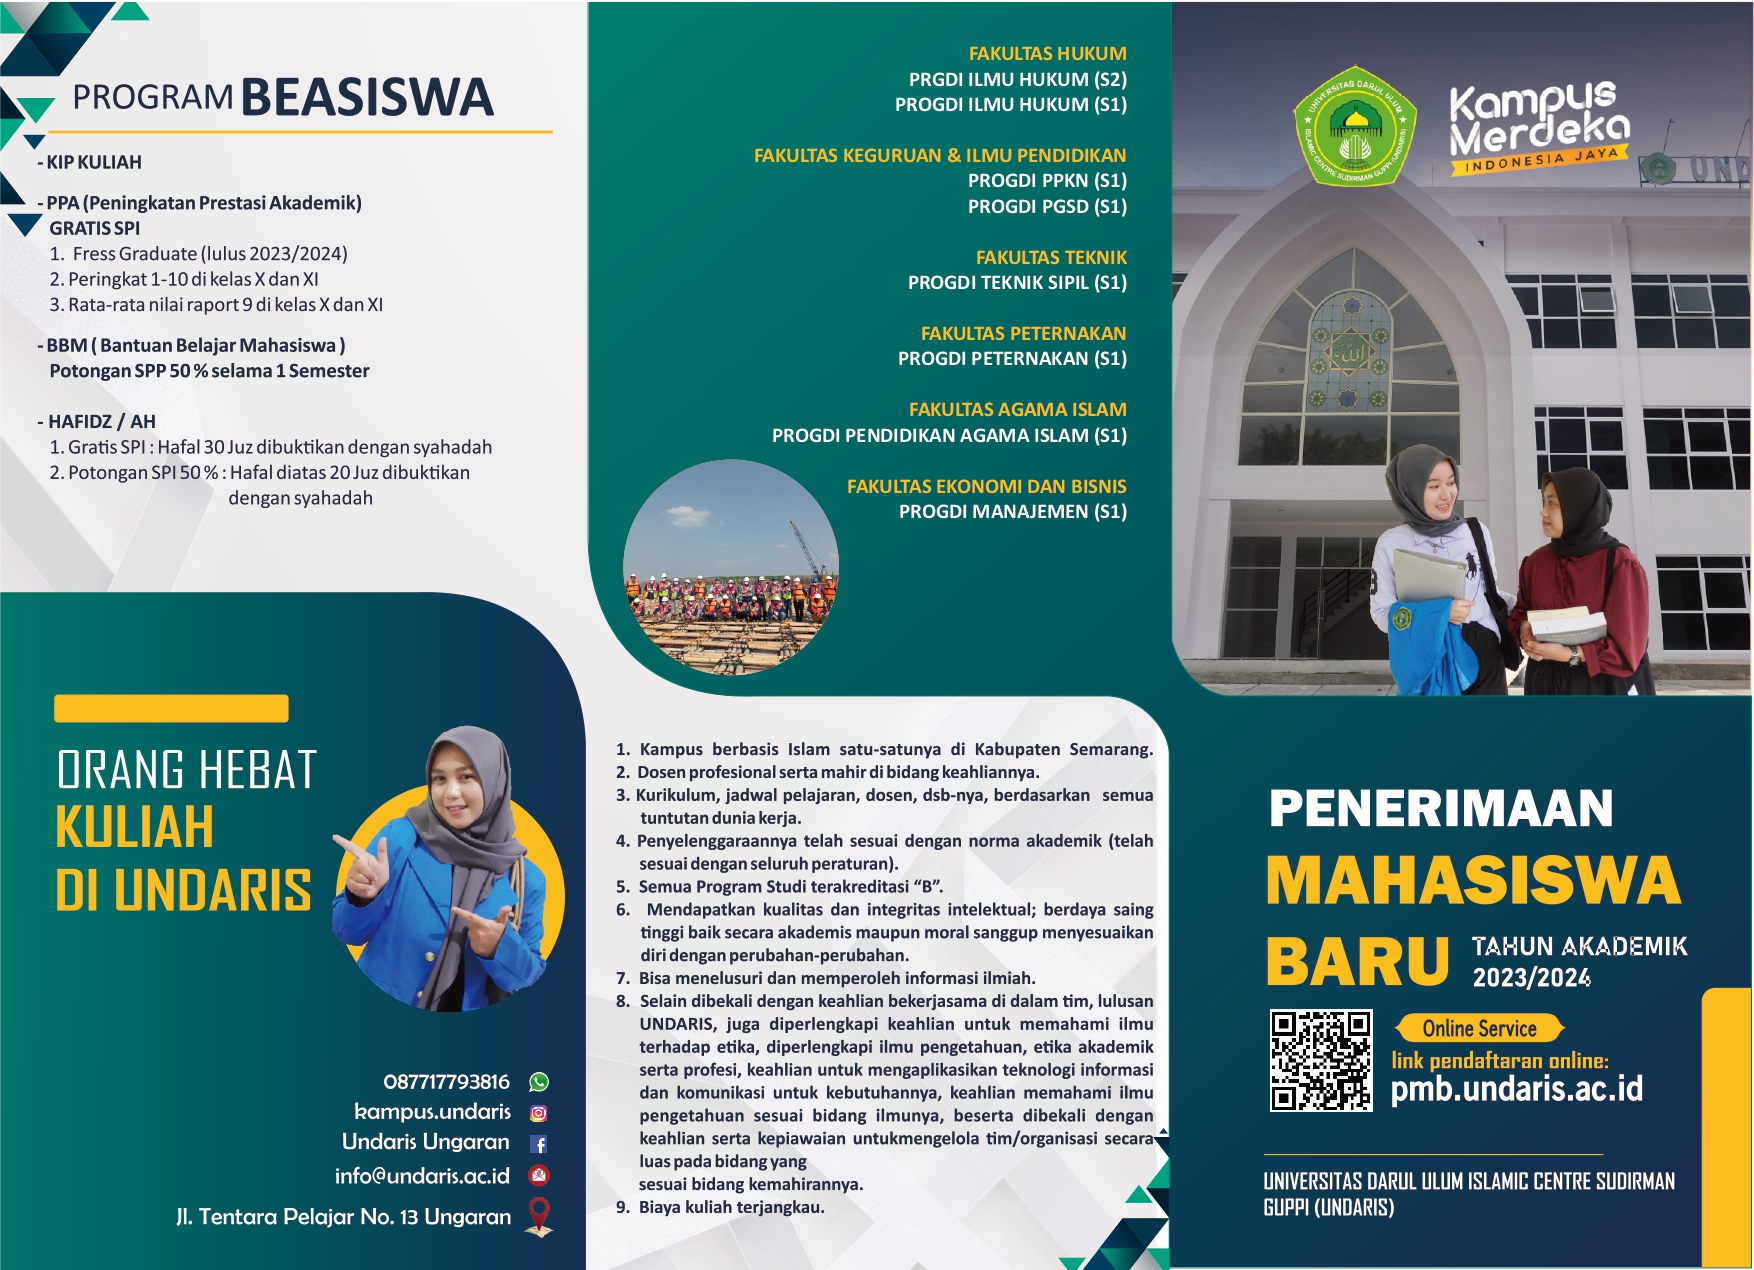 PROGRAM BEASISWA
- KIP KULIAH
- PPA (Peningkatan Prestasi Akademik)
GRATIS SPI
1. Fress Graduate (lulus 2023/2024)
2. Peringkat 1-10 di kelas X dan XI
3. Rata-rata nilai raport 9 di kelas X dan XI
- BBM ( Bantuan Belajar Mahasiswa )
Potongan SPP 50 % selama 1 Semester
- HAFIDZ / AH
1. Gratis SPI : Hafal 30 Juz dibuktikan dengan syahadah
2. Potongan SPI 50 % : Hafal diatas 20 Juz dibuktikan
dengan syahadah
ORANG HEBAT
KULIAH
DI UNDARIS
087717793816
kampus.undaris
Undaris Ungaran
info@undaris.ac.id
Jl. Tentara Pelajar No. 13 Ungaran
FAKULTAS HUKUM
PRGDI ILMU HUKUM (S2)
PROGDI ILMU HUKUM (S1)
FAKULTAS KEGURUAN & ILMU PENDIDIKAN
PROGDI PPKN (S1)
PROGDI PGSD (S1)
FAKULTAS TEKNIK
PROGDI TEKNIK SIPIL (S1)
FAKULTAS PETERNAKAN
PROGDI PETERNAKAN (S1)
FAKULTAS AGAMA ISLAM
PROGDI PENDIDIKAN AGAMA ISLAM (S1)
FAKULTAS EKONOMI DAN BISNIS
PROGDI MANAJEMEN (S1)
1. Kampus berbasis Islam satu-satunya di Kabupaten Semarang.
2. Dosen profesional serta mahir di bidang keahliannya.
3. Kurikulum, jadwal pelajaran, dosen, dsb-nya, berdasarkan semua
tuntutan dunia kerja.
4. Penyelenggaraannya telah sesuai dengan norma akademik (telah
sesuai dengan seluruh peraturan).
5. Semua Program Studi terakreditasi “B”.
6. Mendapatkan kualitas dan integritas intelektual; berdaya saing
tinggi baik secara akademis maupun moral sanggup menyesuaikan
diri dengan perubahan-perubahan.
7. Bisa menelusuri dan memperoleh informasi ilmiah.
8. Selain dibekali dengan keahlian bekerjasama di dalam tim, lulusan
UNDARIS, juga diperlengkapi keahlian untuk memahami ilmu
terhadap etika, diperlengkapi ilmu pengetahuan, etika akademik
serta profesi, keahlian untuk mengaplikasikan teknologi informasi
dan komunikasi untuk kebutuhannya, keahlian memahami ilmu
pengetahuan sesuai bidang ilmunya, beserta dibekali dengan
keahlian serta kepiawaian untukmengelola tim/organisasi secara
luas pada bidang yang
sesuai bidang kemahirannya.
9. Biaya kuliah terjangkau.
UNIVERSITAS DARUL ULUM
ISLAMIC CENTRE SUDIRMAN GUPPI (UNDARIS)
Kampus
Merdeka
INDONESIA JAYA
UND
الله
PENERIMAAN
MAHASISWA
BARU TAHUN AKADEMIK
2023/2024
Online Service
link pendaftaran online:
pmb.undaris.ac.id
UNIVERSITAS DARUL ULUM ISLAMIC CENTRE SUDIRMAN
GUPPI (UNDARIS)